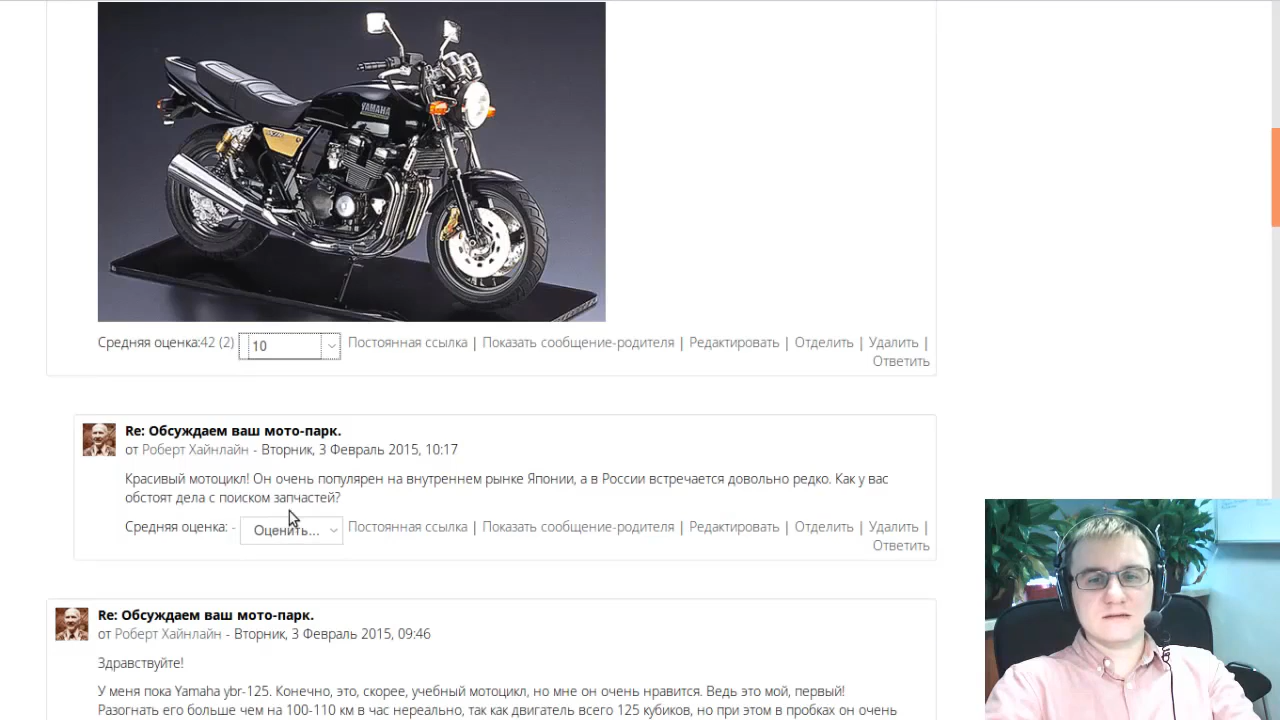 YAMAHA
Средняя оценка:42 (2) 10 Постоянная ссылка | Показать сообщение-родителя | Редактировать | Отделить | Удалить |
Ответить
Re: Обсуждаем ваш мото-парк.
от Роберт Хайнлайн - Вторник, 3 Февраль 2015, 10:17
Красивый мотоцикл! Он очень популярен на внутреннем рынке Японии, а в России встречается довольно редко. Как у вас
обстоят дела с поиском запчастей?
Средняя оценка: - Оценить... Постоянная ссылка | Показать сообщение-родителя | Редактировать | Отделить | Удалить |
Ответить
Re: Обсуждаем ваш мото-парк.
от Роберт Хайнлайн - Вторник, 3 Февраль 2015, 09:46
Здравствуйте!
У меня пока Yamaha ybr-125. Конечно, это, скорее, учебный мотоцикл, но мне он очень нравится. Ведь это мой, первый!
Разогнать его больше чем на 100-110 км в час нереально, так как двигатель всего 125 кубиков, но при этом в пробках он очень